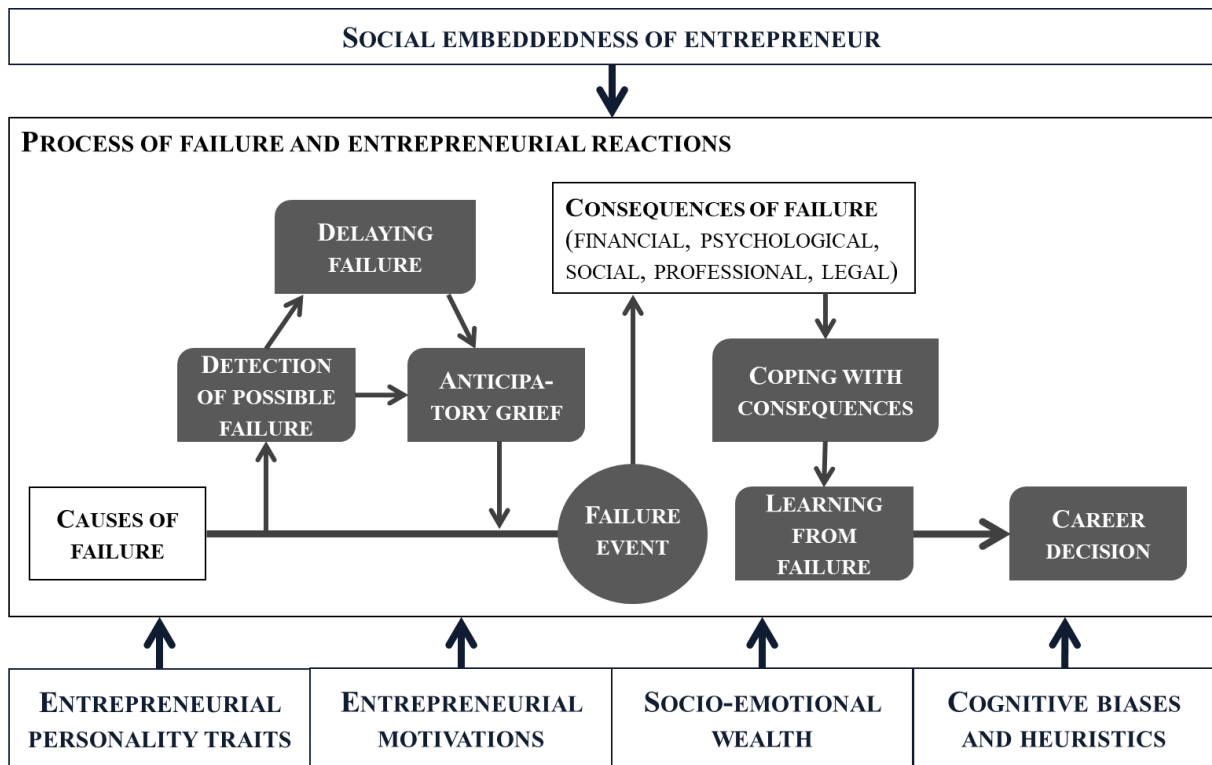 SOCIAL EMBEDDEDNESS OF ENTREPRENEUR
PROCESS OF FAILURE AND ENTREPRENEURIAL REACTIONS
DELAYING
FAILURE
CONSEQUENCES OF FAILURE
(FINANCIAL, PSYCHOLOGICAL,
SOCIAL, PROFESSIONAL, LEGAL)
DETECTION
OF POSSIBLE
FAILURE
ANTICIPA-
TORY GRIEF
COPING WITH
CONSEQUENCES
CAUSES OF
FAILURE
FAILURE
EVENT
LEARNING
FROM
FAILURE
CAREER
DECISION
ENTREPRENEURIAL
PERSONALITY TRAITS
ENTREPRENEURIAL
MOTIVATIONS
SOCIO-EMOTIONAL
WEALTH
COGNITIVE BIASES
AND HEURISTICS